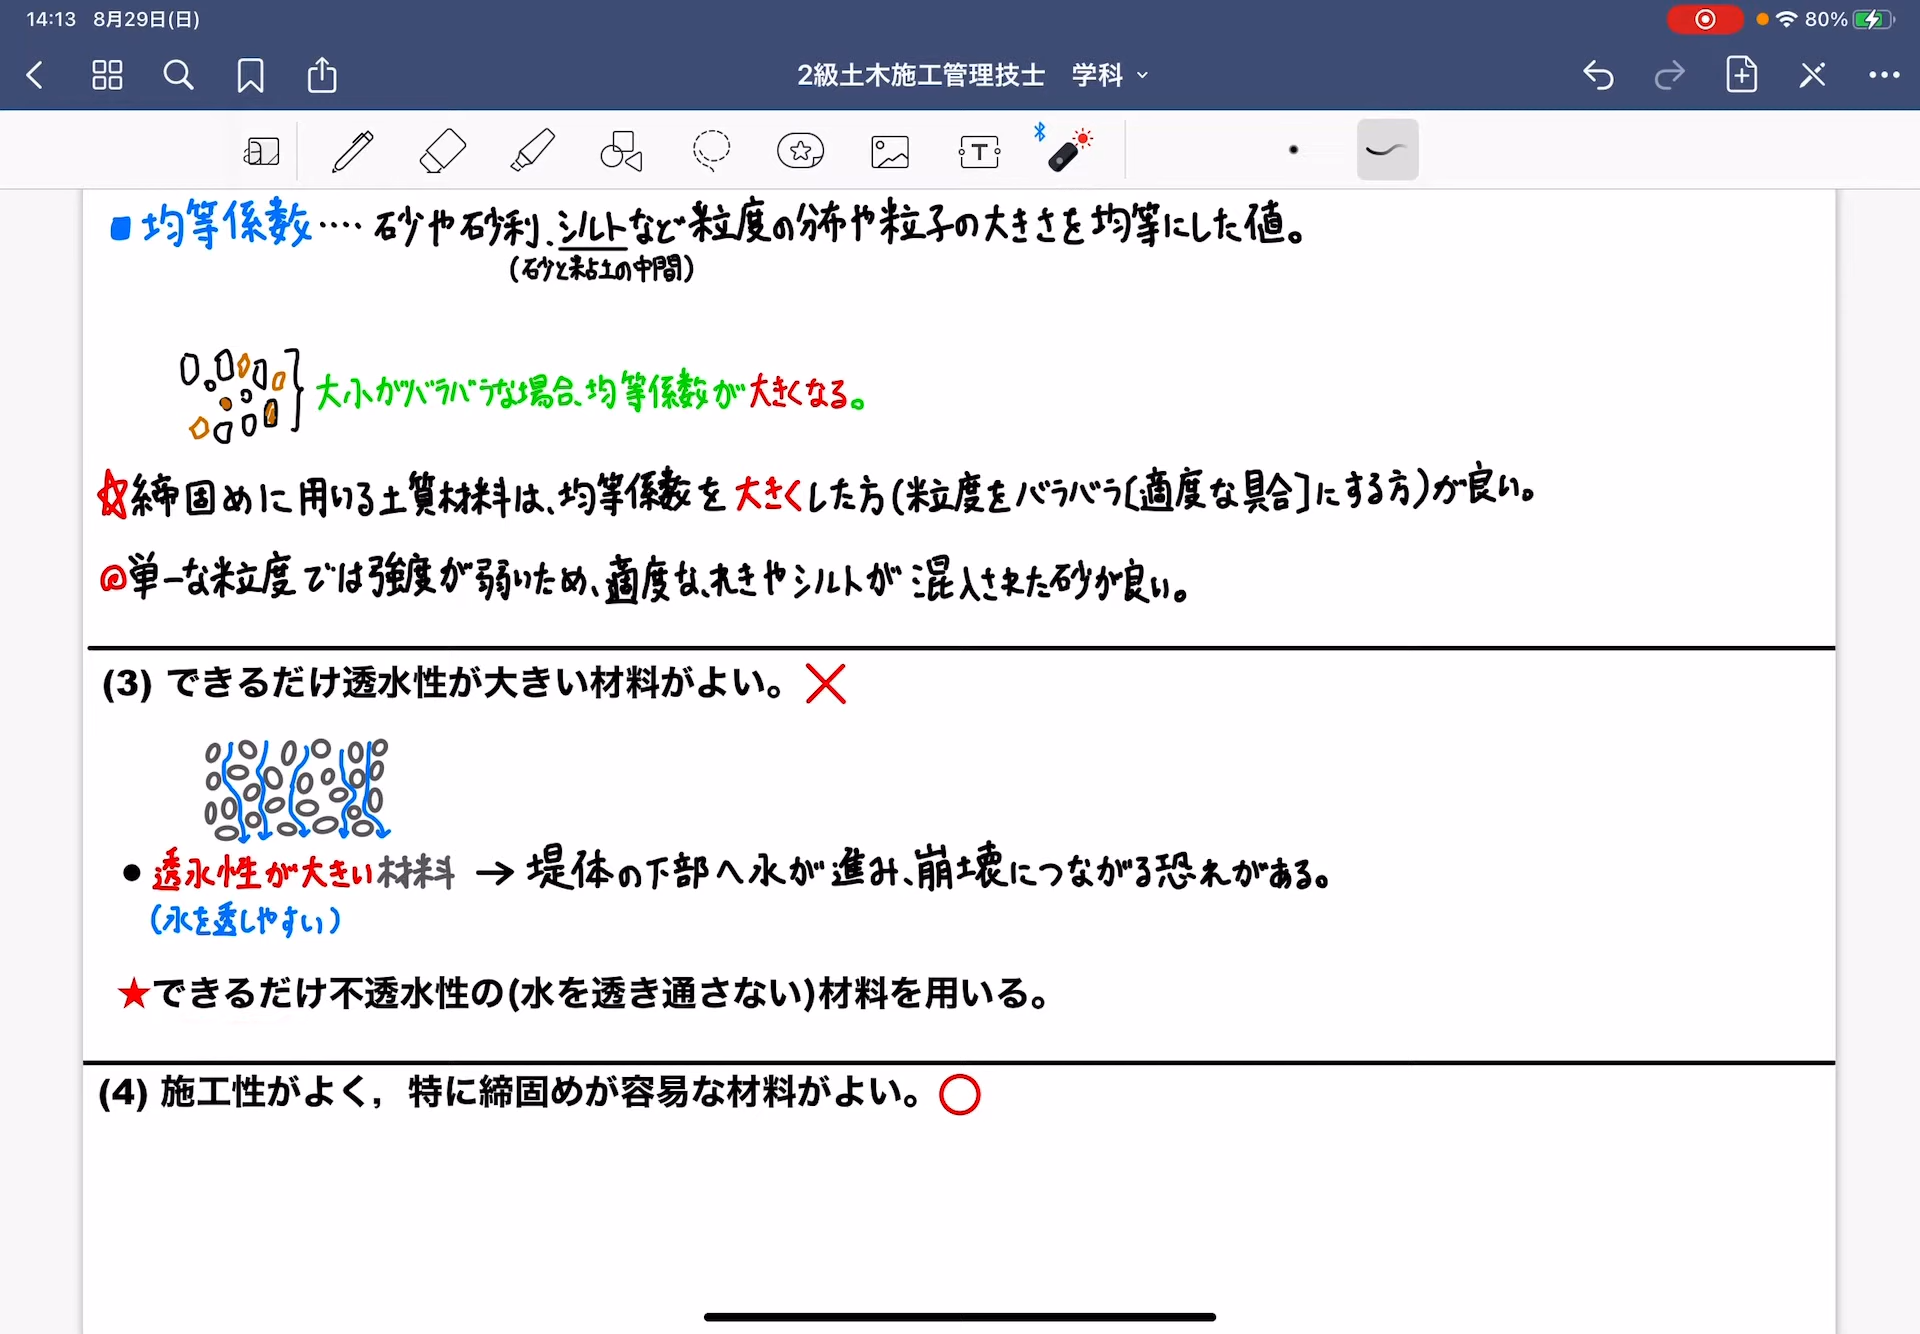 14:13 8月29日(日)
80%
2級土木施工管理技士 学科
■均等係数‥‥砂や砂利、シルトなど粒度の分布や粒子の大きさを均等にした値。
(砂と粘土の中間)
大小がバラバラな場合、均等係数が大きくなる。
☆締固めに用いる土質材料は、均等係数を大きくした方(粒度をバラバラ[適度な具合]にする方)が良い。
◎単一な粒度では強度が弱いため、適度な、れきやシルトが混入された砂が良い。
(3) できるだけ透水性が大きい材料がよい。×
●透水性が大きい材料 → 堤体の下部へ水が進み、崩壊につながる恐れがある。
(水を透しやすい)
★できるだけ不透水性の(水を透き通さない)材料を用いる。
(4) 施工性がよく，特に締固めが容易な材料がよい。○